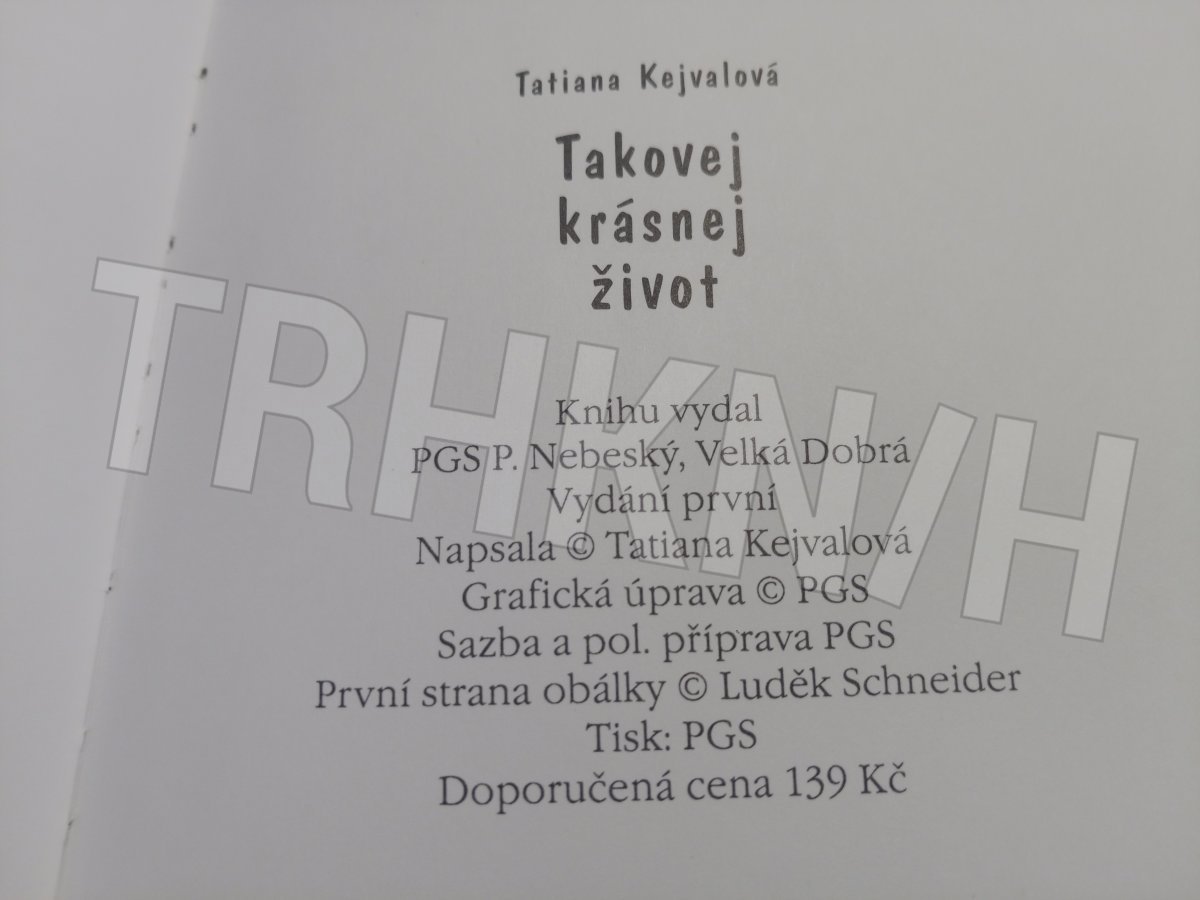 Tatiana Kejvalová
Takovej
krásnej
život
TRHKNIH
Knihu vydal
PGS P. Nebeský, Velká Dobrá
Vydání první
Napsala © Tatiana Kejvalová
Grafická úprava © PGS
Sazba a pol. příprava PGS
První strana obálky © Luděk Schneider
Tisk: PGS
Doporučená cena 139 Kč